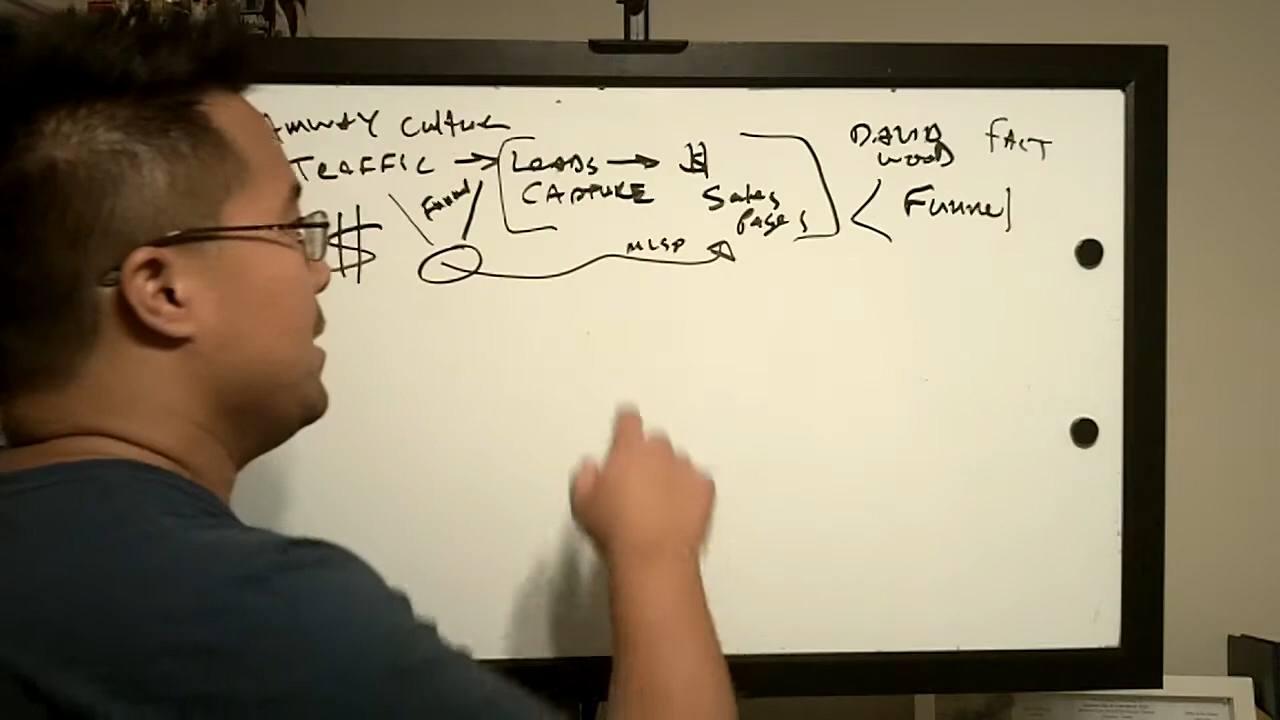 Amway Culture
TRAFFIC → LEADS →
CAPTURE
Sales
Pages
Funnel
$
MLSP
DAVID
WOOD
FACT
Funnel